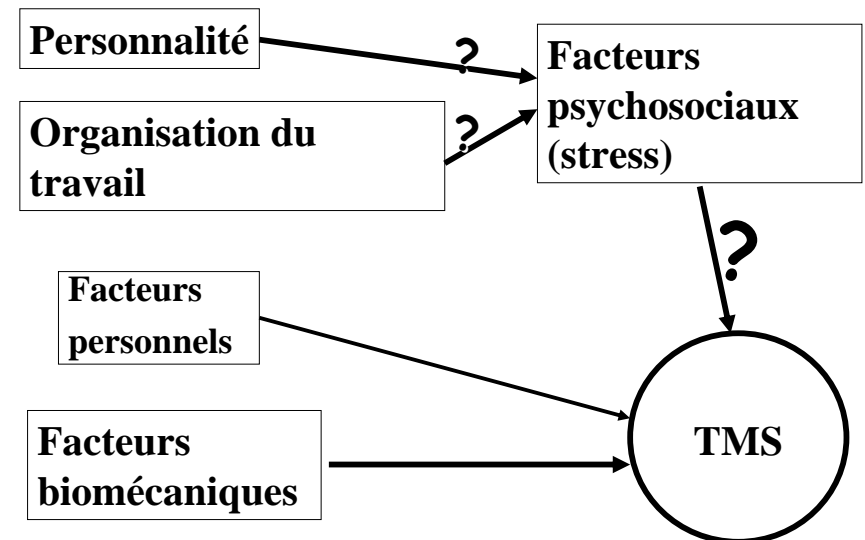 Personnalité
?
Facteurs
psychosociaux
(stress)
Organisation du
travail
?
?
Facteurs
personnels
Facteurs
biomécaniques
TMS